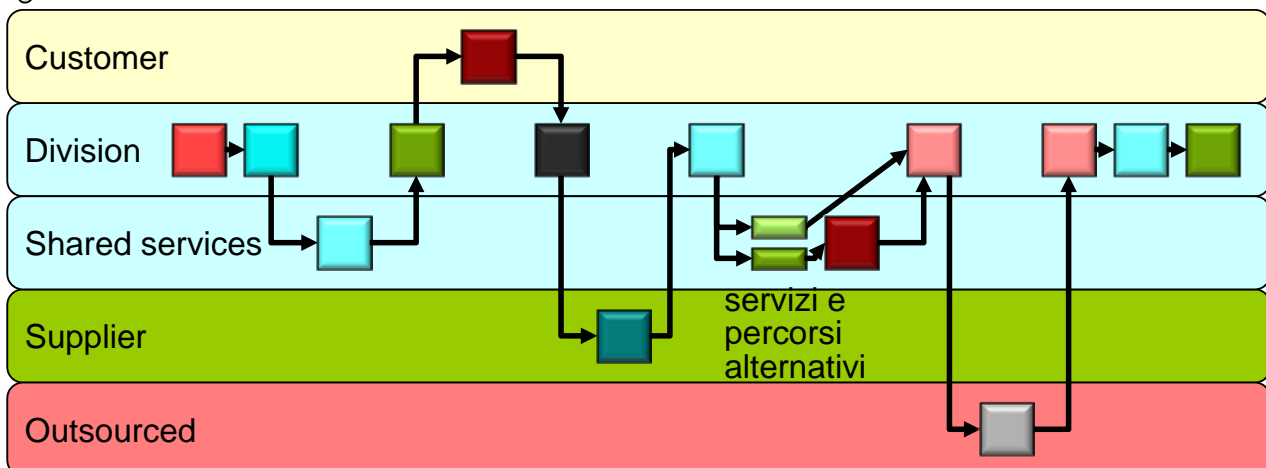 Customer
Division
Shared services
servizi e
percorsi
alternativi
Supplier
Outsourced